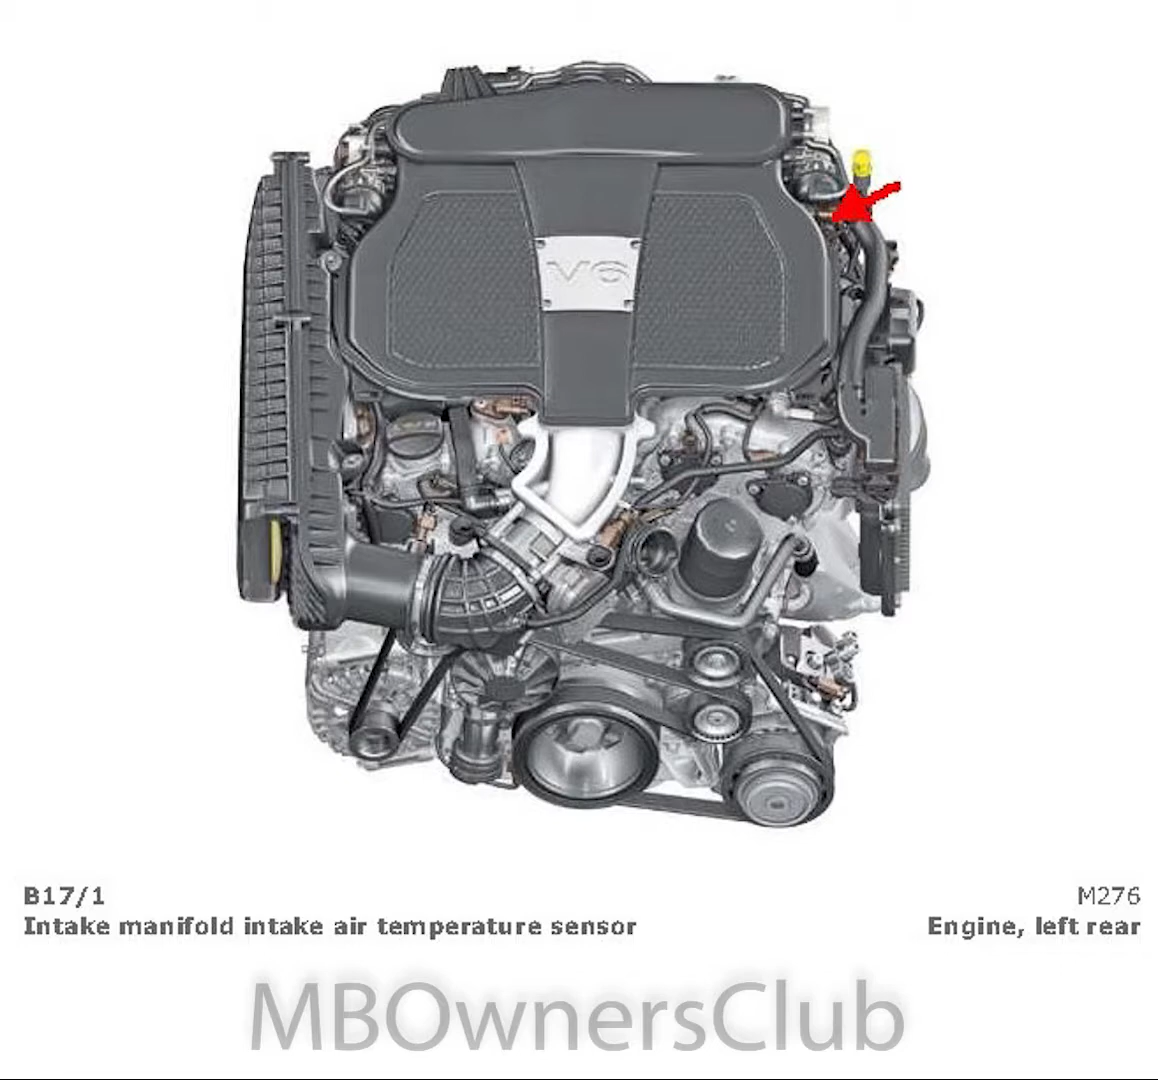 V6
B17/1
M276
Intake manifold intake air temperature sensor
Engine, left rear
MBOwnersClub